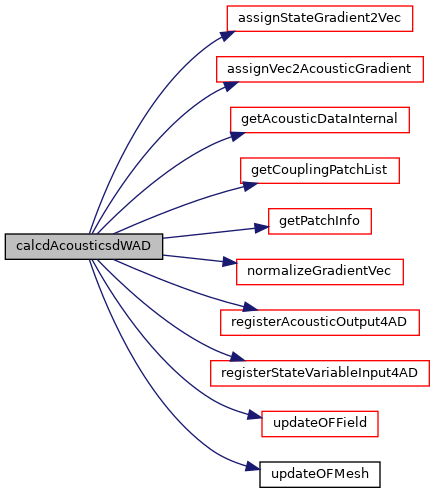 assignStateGradient2Vec
assignVec2AcousticGradient
getAcousticDataInternal
getCouplingPatchList
getPatchInfo
calcdAcousticsdWAD
normalizeGradientVec
registerAcousticOutput4AD
registerStateVariableInput4AD
updateOFField
updateOFMesh